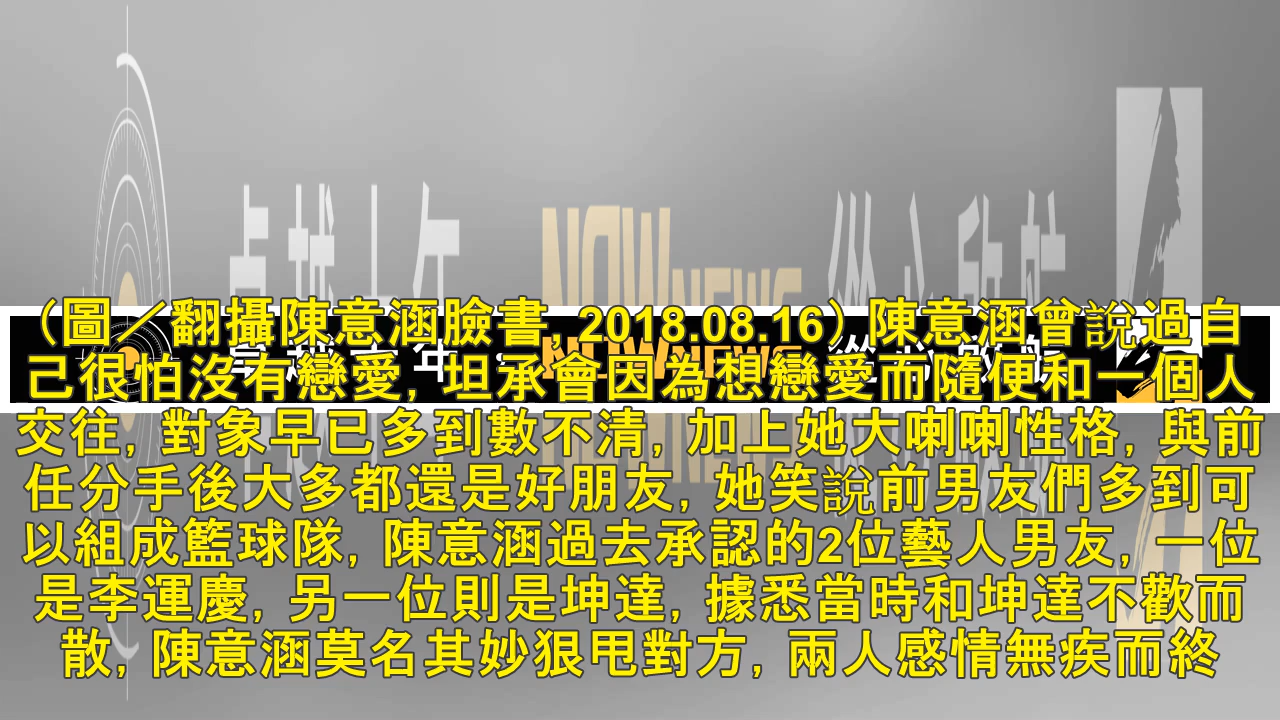 （圖／翻攝陳意涵臉書, 2018.08.16）陳意涵曾說過自
己很怕沒有戀愛, 坦承會因為想戀愛而隨便和一個人
交往, 對象早已多到數不清, 加上她大喇喇性格, 與前
任分手後大多都還是好朋友, 她笑說前男友們多到可
以組成籃球隊, 陳意涵過去承認的2位藝人男友, 一位
是李運慶, 另一位則是坤達, 據悉當時和坤達不歡而
散, 陳意涵莫名其妙狠甩對方, 兩人感情無疾而終
NOWNEWS